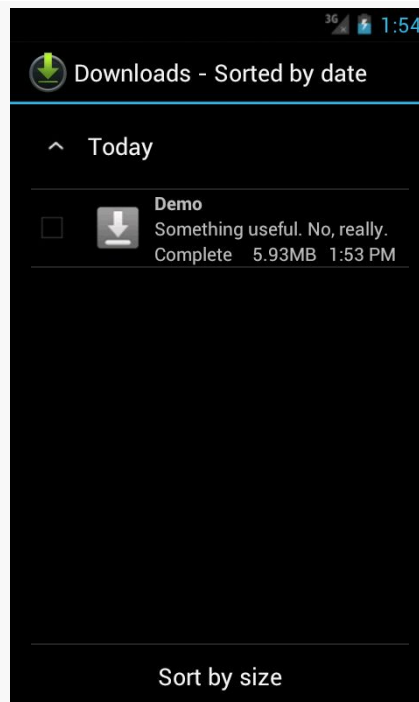 3G 1:54
Downloads - Sorted by date
Today
Demo
Something useful. No, really.
Complete 5.93MB 1:53 PM
Sort by size